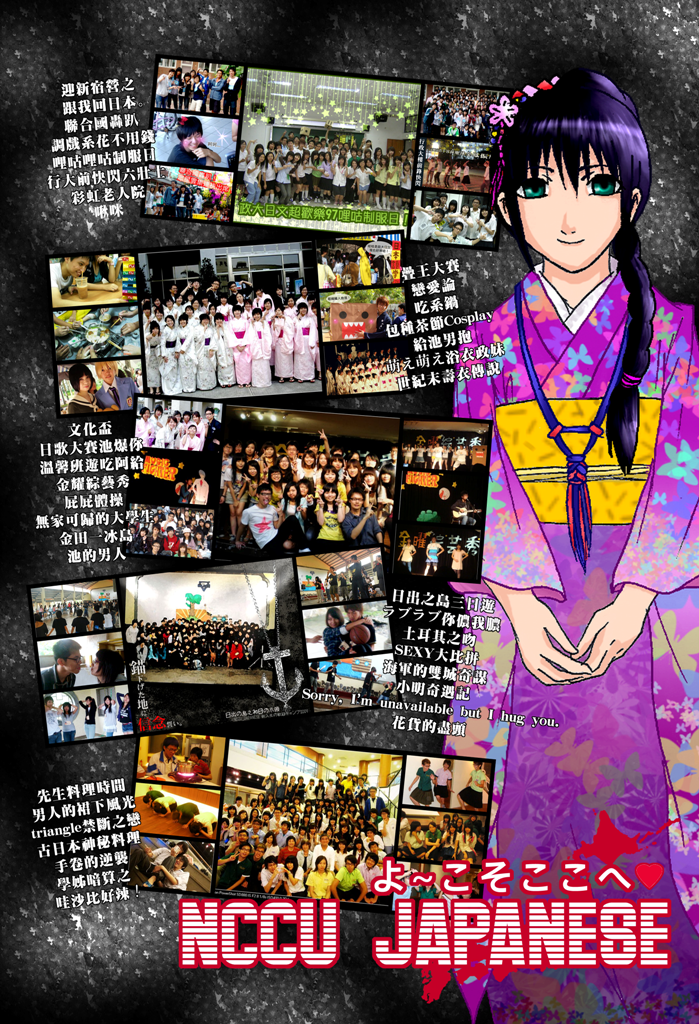 迎新宿營之
跟我回日本。
聯合國轟趴
調戲系花不用錢
哩咕哩咕制服日
行大前快閃六壯士
彩虹老人院
啾咪
政大日文超歡樂97哩咕制服日
營王大賽
戀愛論
吃系鍋
包種茶節Cosplay
給池男抱
萌え萌え浴衣政妹
世紀末壽衣傳說
文化盃
日歌大賽池爆你
溫馨班遊吃阿給
金耀綜藝秀
屁屁體操
無家可歸的大學生
金田一冰島
池的男人
日出之島三日遊
ラブラブ你儂我膿
土耳其之吻
SEXY大比拼
海軍的雙城奇謀
小明奇遇記
Sorry, I'm unavailable but I hug you.
花貨的盡頭
信念
先生料理時間
男人的裙下風光
triangle禁斷之戀
古日本神秘料理
手卷的逆襲
學姊暗算之
哇沙比好辣！
よ~こそここへ♥
NCCU JAPANESE